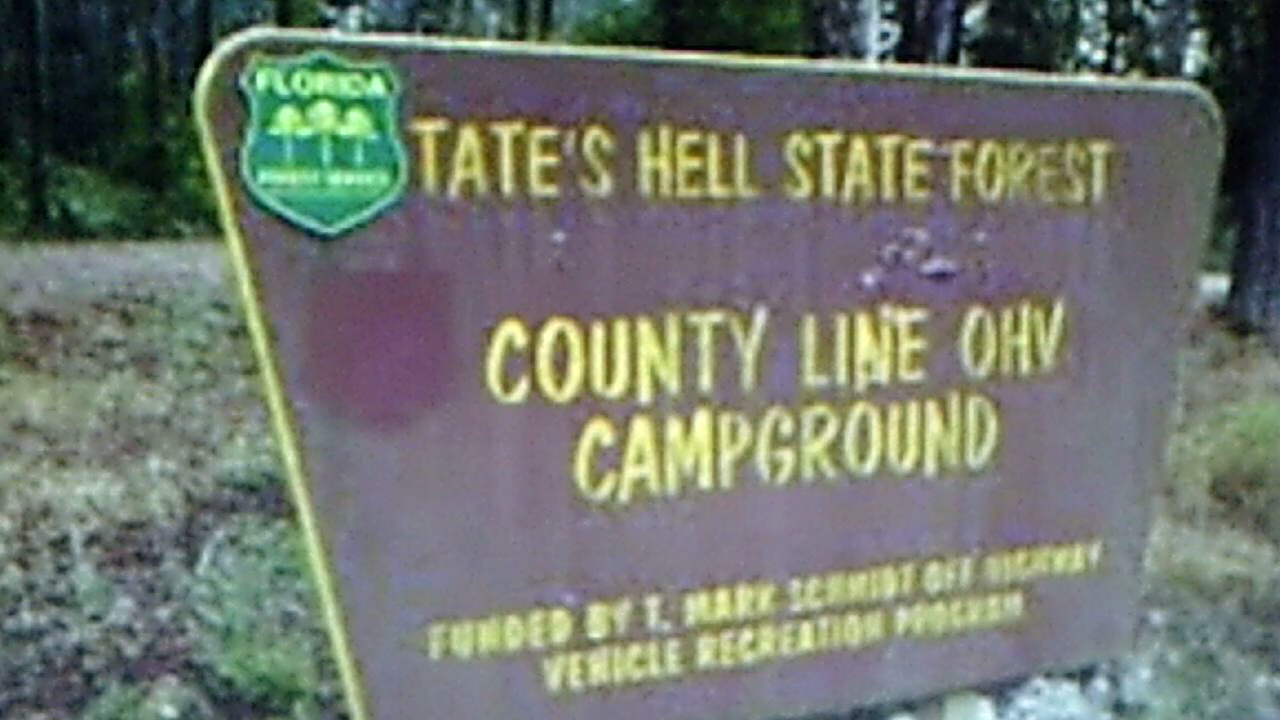 FLORIDA
TATE'S HELL STATE FOREST
COUNTY LINE OHV
CAMPGROUND
FUNDED BY T. MARK SCHMIDT OFF HIGHWAY
VEHICLE RECREATION PROGRAM